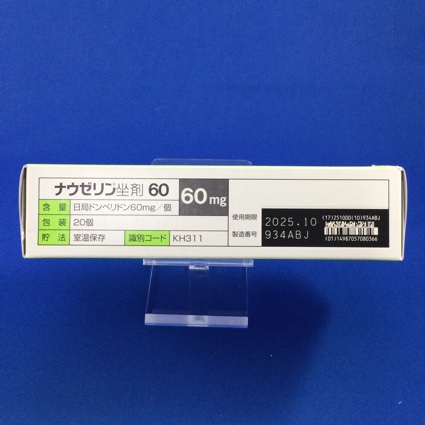 ナウゼリン坐剤 60
60mg
含量 日局ドンペリドン60mg/個
包装 20個
貯法 室温保存 識別コード KH311
使用期限 2025.10
製造番号 934ABJ
(17)251000(10)934ABJ
(01)14987057080366